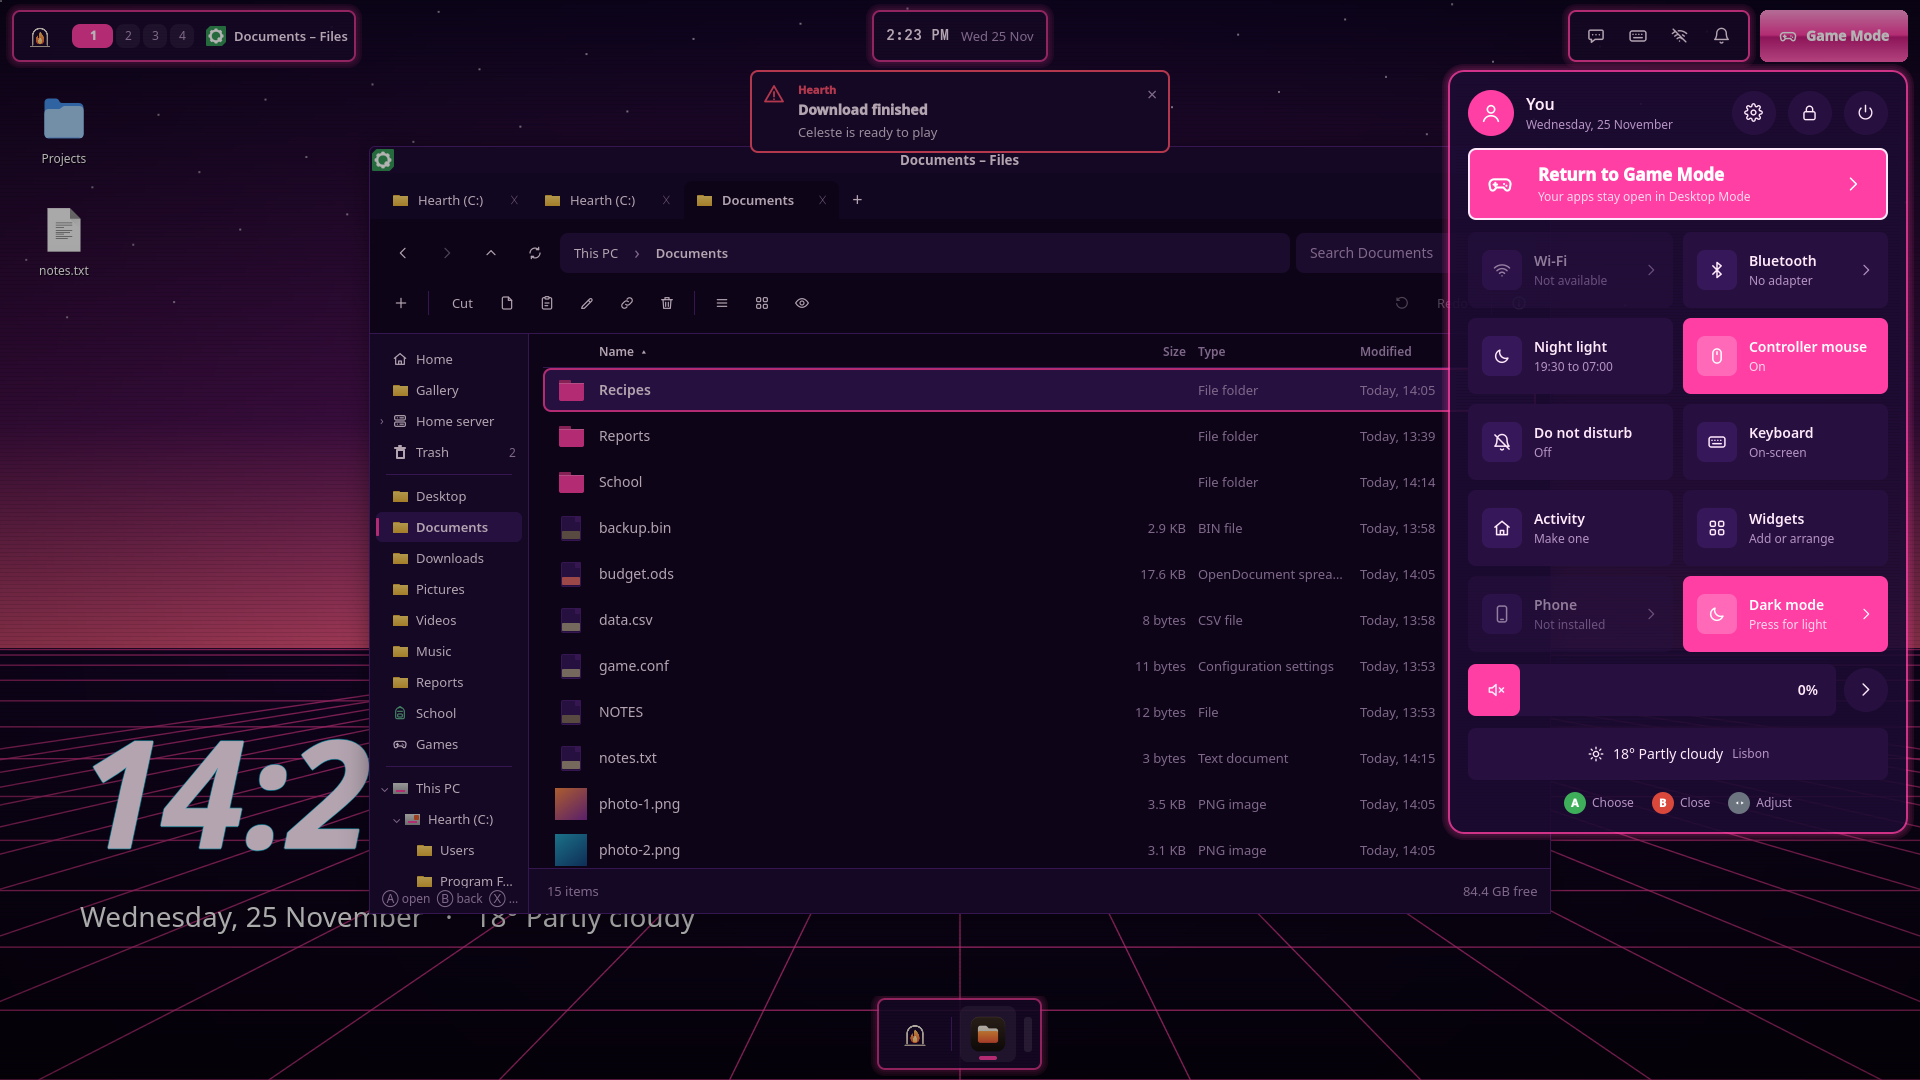 1 2 3 4 Documents – Files
2:23 PM Wed 25 Nov
Game Mode
Projects
notes.txt
Hearth
Download finished
Celeste is ready to play
Documents – Files
Hearth (C:) X
Hearth (C:) X
Documents X +
This PC › Documents
Search Documents
Cut
Name Size Type Modified
Recipes File folder Today, 14:05
Reports File folder Today, 13:39
School File folder Today, 14:14
backup.bin 2.9 KB BIN file Today, 13:58
budget.ods 17.6 KB OpenDocument sprea... Today, 14:05
data.csv 8 bytes CSV file Today, 13:58
game.conf 11 bytes Configuration settings Today, 13:53
NOTES 12 bytes File Today, 13:53
notes.txt 3 bytes Text document Today, 14:15
photo-1.png 3.5 KB PNG image Today, 14:05
photo-2.png 3.1 KB PNG image Today, 14:05
15 items 84.4 GB free
Home
Gallery
Home server
Trash 2
Desktop
Documents
Downloads
Pictures
Videos
Music
Reports
School
Games
This PC
Hearth (C:)
Users
Program F...
A open B back X ...
14:2
Wednesday, 25 November · 18° Partly cloudy
You
Wednesday, 25 November
Return to Game Mode
Your apps stay open in Desktop Mode
Wi-Fi
Not available
Bluetooth
No adapter
Night light
19:30 to 07:00
Controller mouse
On
Do not disturb
Off
Keyboard
On-screen
Activity
Make one
Widgets
Add or arrange
Phone
Not installed
Dark mode
Press for light
0%
18° Partly cloudy Lisbon
A Choose B Close Adjust